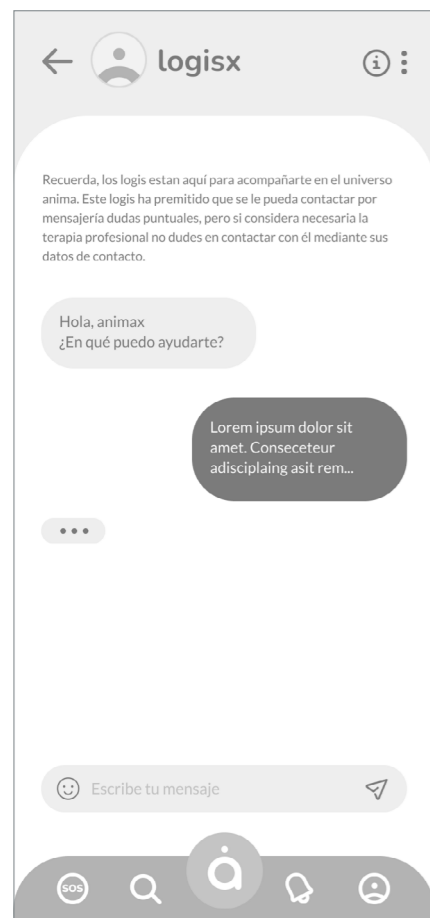 logisx
Recuerda, los logis estan aquí para acompañarte en el universo
anima. Este logis ha premitido que se le pueda contactar por
mensajería dudas puntuales, pero si considera necesaria la
terapia profesional no dudes en contactar con él mediante sus
datos de contacto.
Hola, animax
¿En qué puedo ayudarte?
Lorem ipsum dolor sit
amet. Conseceteur
adisciplaing asit rem...
Escribe tu mensaje
SOS